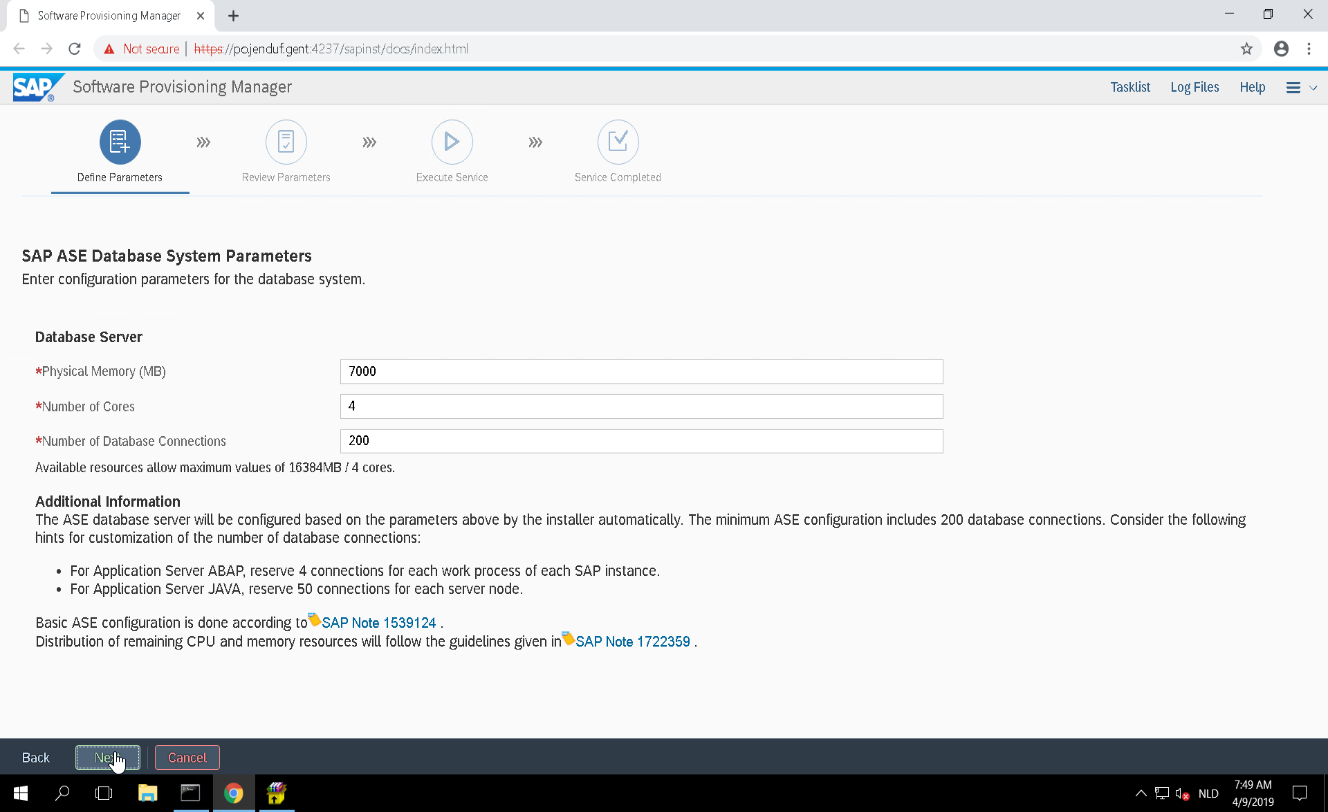 Software Provisioning Manager
Not secure | https://pojenduf.gent:4237/sapinst/docs/index.html
SAP Software Provisioning Manager
Tasklist Log Files Help
Define Parameters
Review Parameters
Execute Service
Service Completed
SAP ASE Database System Parameters
Enter configuration parameters for the database system.
Database Server
*Physical Memory (MB) 7000
*Number of Cores 4
*Number of Database Connections 200
Available resources allow maximum values of 16384MB / 4 cores.
Additional Information
The ASE database server will be configured based on the parameters above by the installer automatically. The minimum ASE configuration includes 200 database connections. Consider the following
hints for customization of the number of database connections:
• For Application Server ABAP, reserve 4 connections for each work process of each SAP instance.
• For Application Server JAVA, reserve 50 connections for each server node.
Basic ASE configuration is done according to SAP Note 1539124 .
Distribution of remaining CPU and memory resources will follow the guidelines given in SAP Note 1722359 .
Back Next Cancel
NLD
7:49 AM
4/9/2019